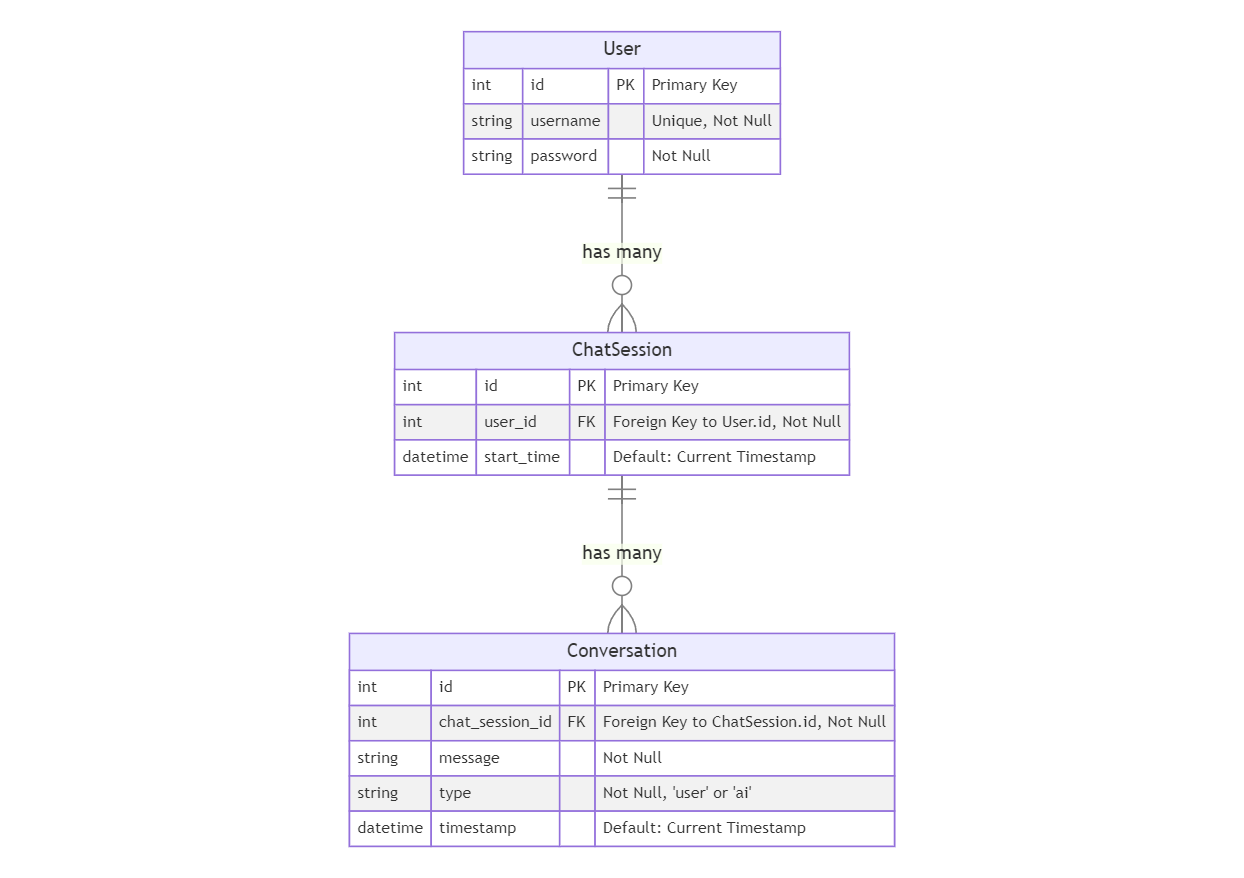 User
int id PK Primary Key
string username Unique, Not Null
string password Not Null
has many
ChatSession
int id PK Primary Key
int user_id FK Foreign Key to User.id, Not Null
datetime start_time Default: Current Timestamp
has many
Conversation
int id PK Primary Key
int chat_session_id FK Foreign Key to ChatSession.id, Not Null
string message Not Null
string type Not Null, 'user' or 'ai'
datetime timestamp Default: Current Timestamp